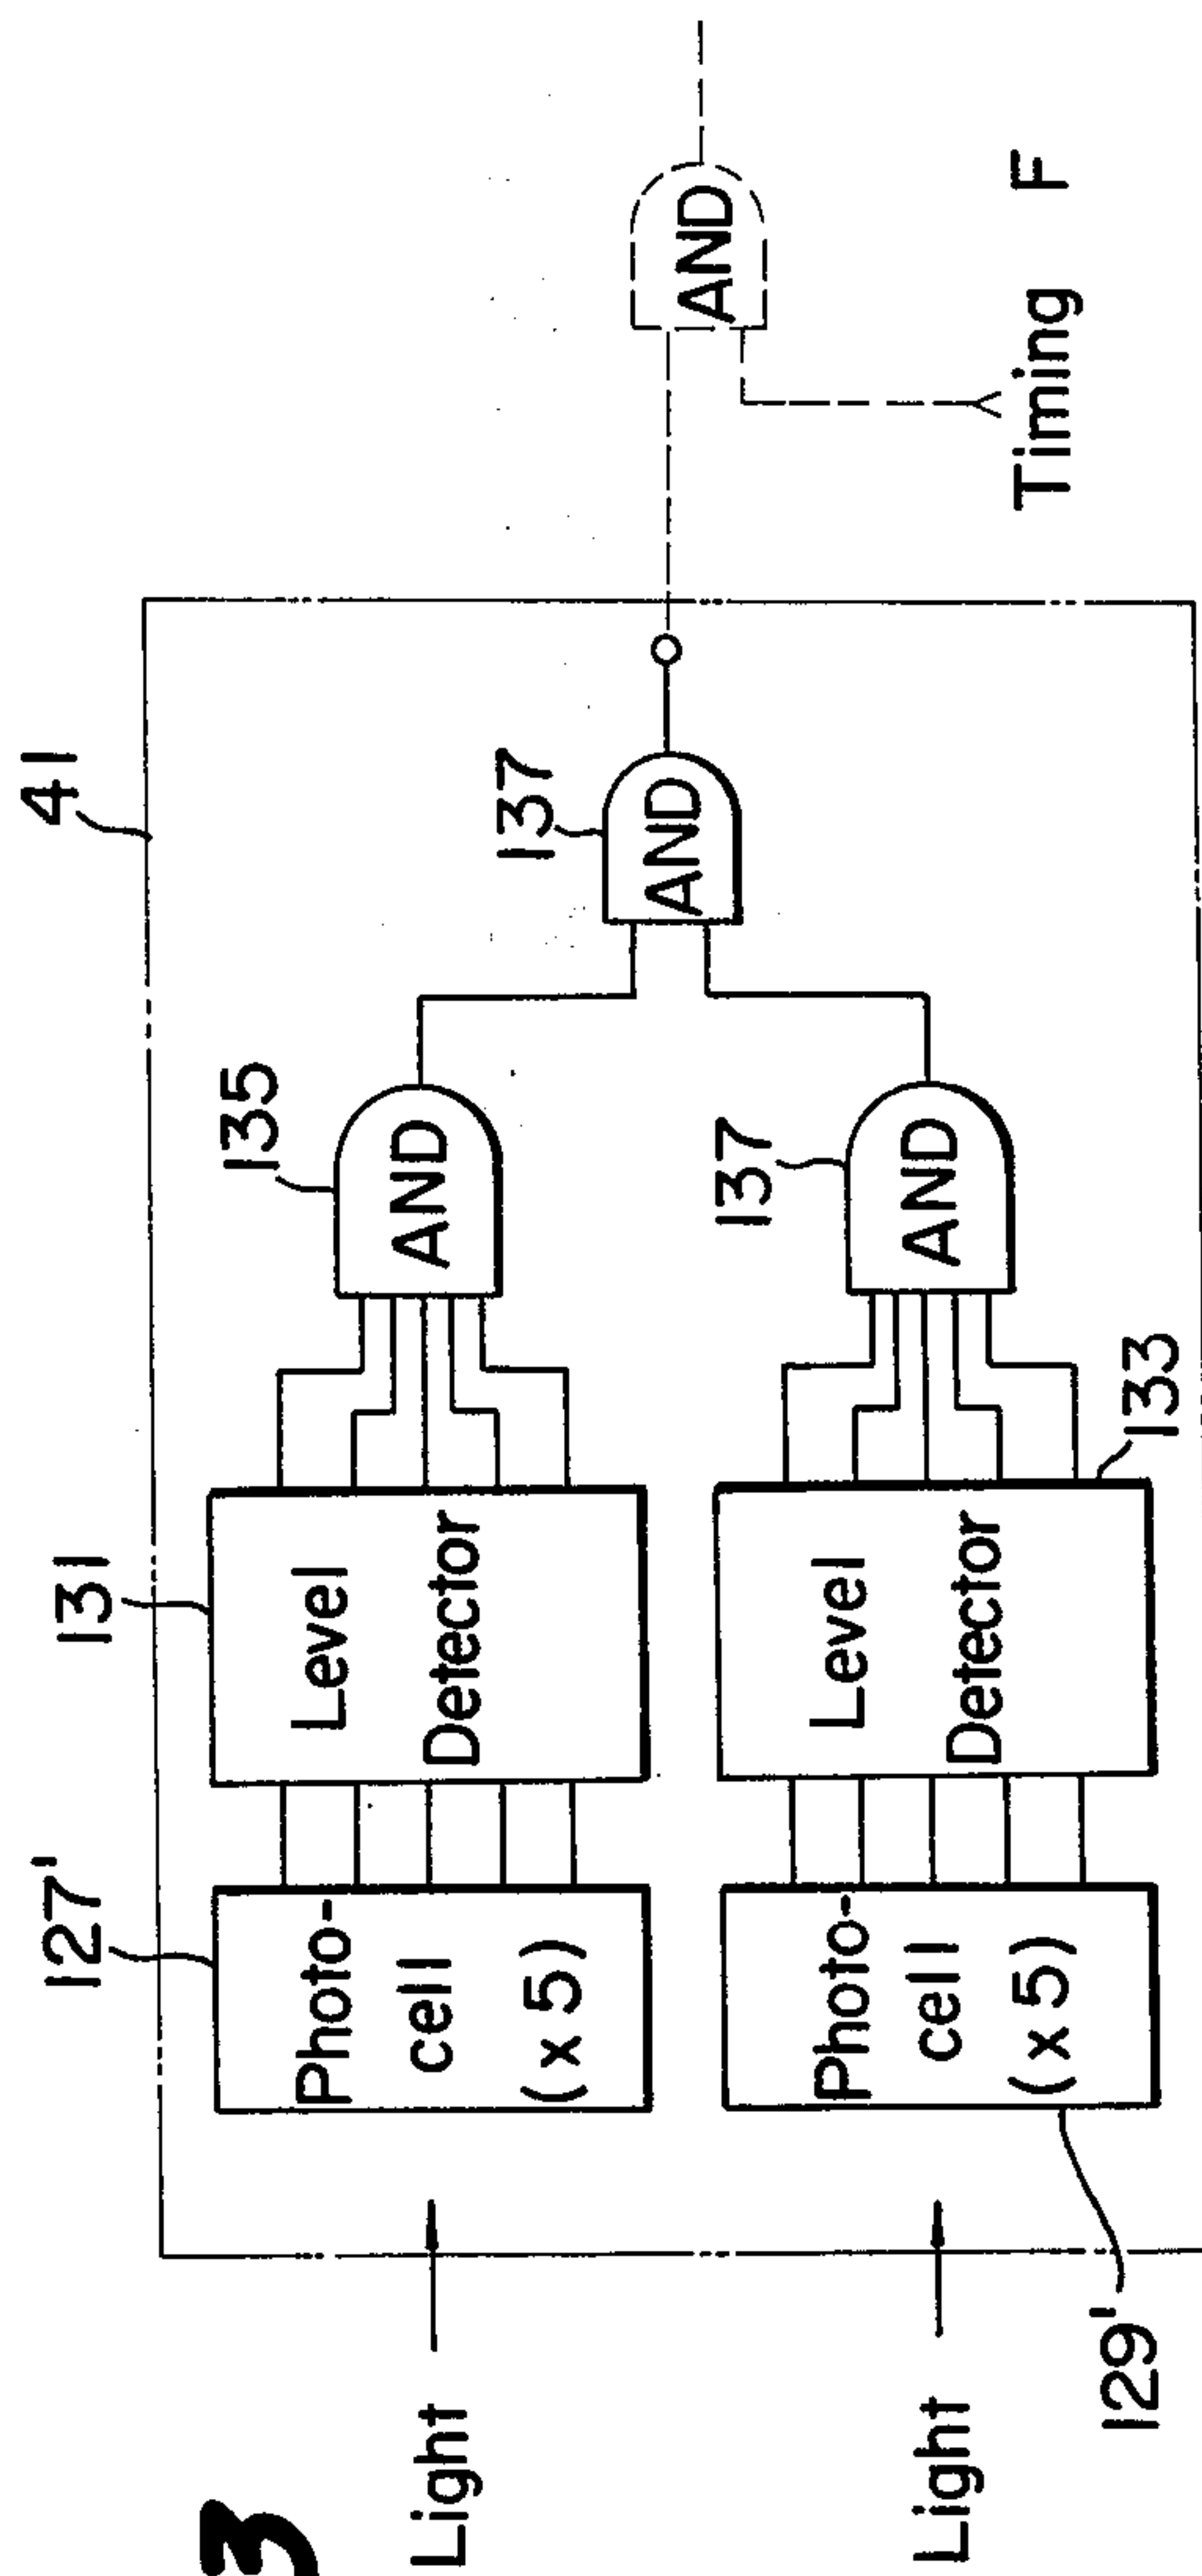 3
41
Light
127'
Photo-
cell
(x5)
131
Level
Detector
135
AND
137
AND
AND
Light
129'
Photo-
cell
(x5)
Level
Detector
133
137
AND
Timing F